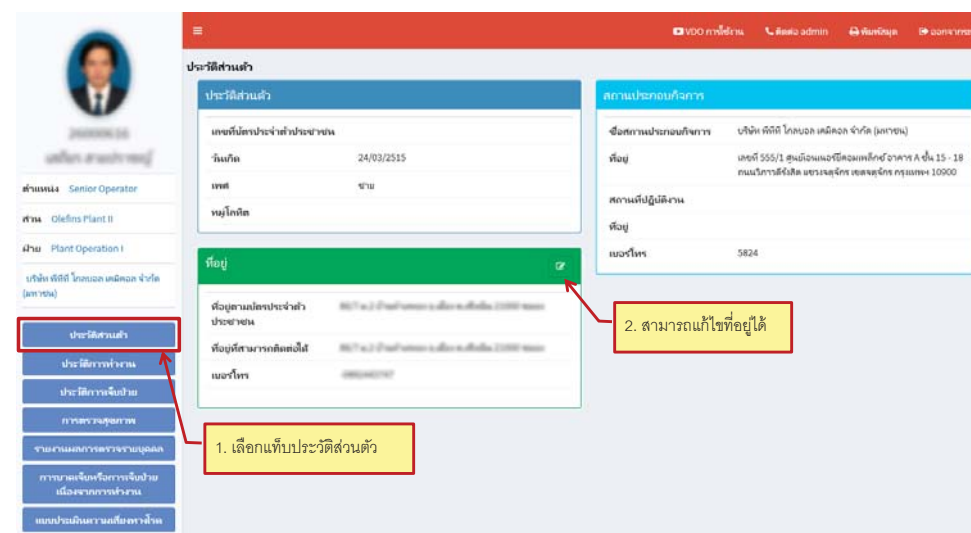 VDO การใช้งาน
ติดต่อ admin
พิมพ์สมุด
ประวัติส่วนตัว
ประวัติส่วนตัว
เลขที่บัตรประจำตัวประชาชน
วันเกิด 24/03/2515
เพศ ชาย
หมู่โลหิต
สถานประกอบกิจการ
ชื่อสถานประกอบกิจการ บริษัท พีทีที โกลบอล เคมิคอล จำกัด (มหาชน)
ที่อยู่ เลขที่ 555/1 ศูนย์เอนเนอร์ยี่คอมเพล็กซ์ อาคาร A ชั้น 15 - 18
ถนนวิภาวดีรังสิต แขวงจตุจักร เขตจตุจักร กรุงเทพฯ 10900
สถานที่ปฏิบัติงาน
ที่อยู่
เบอร์โทร 5824
ที่อยู่
ที่อยู่ตามบัตรประจำตัว
ประชาชน
ที่อยู่ที่สามารถติดต่อได้
เบอร์โทร
ตำแหน่ง Senior Operator
ส่วน Olefins Plant II
ฝ่าย Plant Operation I
บริษัท พีทีที โกลบอล เคมิคอล จำกัด
(มหาชน)
ประวัติส่วนตัว
ประวัติการทำงาน
ประวัติการเจ็บป่วย
การตรวจสุขภาพ
รายงานผลการตรวจรายบุคคล
การบาดเจ็บหรือการเจ็บป่วย
เนื่องจากการทำงาน
แบบประเมินความเสี่ยงทางโรค
1. เลือกแท็บประวัติส่วนตัว
2. สามารถแก้ไขที่อยู่ได้